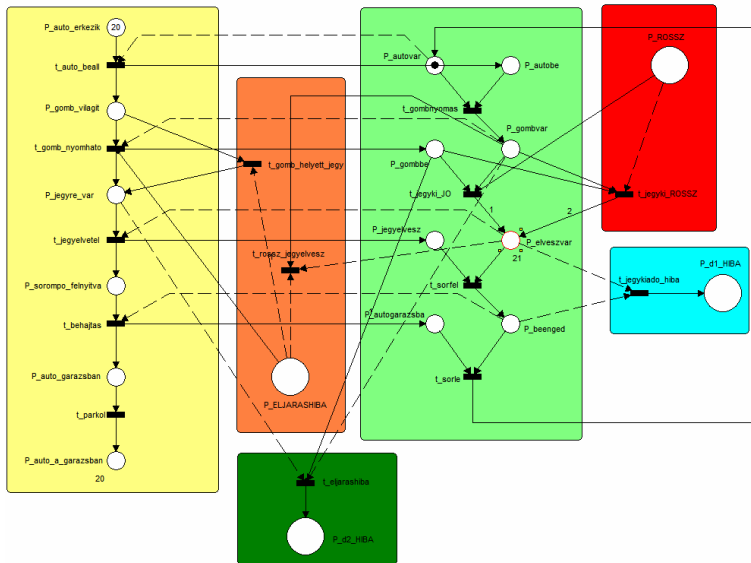 P_auto_erkezik
20
t_auto_beall
P_gomb_vilagit
t_gomb_nyomhato
P_jegyre_var
t_jegyelvetel
P_sorompo_felnyitva
t_behajtas
P_auto_garazsban
t_parkol
P_auto_a_garazsban
20
t_gomb_helyett_jegy
t_rossz_jegyelvesz
P_ELJARASHIBA
t_eljarashiba
P_d2_HIBA
P_autovar
P_autobe
t_gombnyomas
P_gombvar
P_gombbe
t_jegyki_JO
1
2
P_jegyelvesz
P_elveszvar
21
t_sorfel
P_autogarazsba
P_beenged
t_sorle
P_ROSSZ
t_jegyki_ROSSZ
t_jegykiado_hiba
P_d1_HIBA